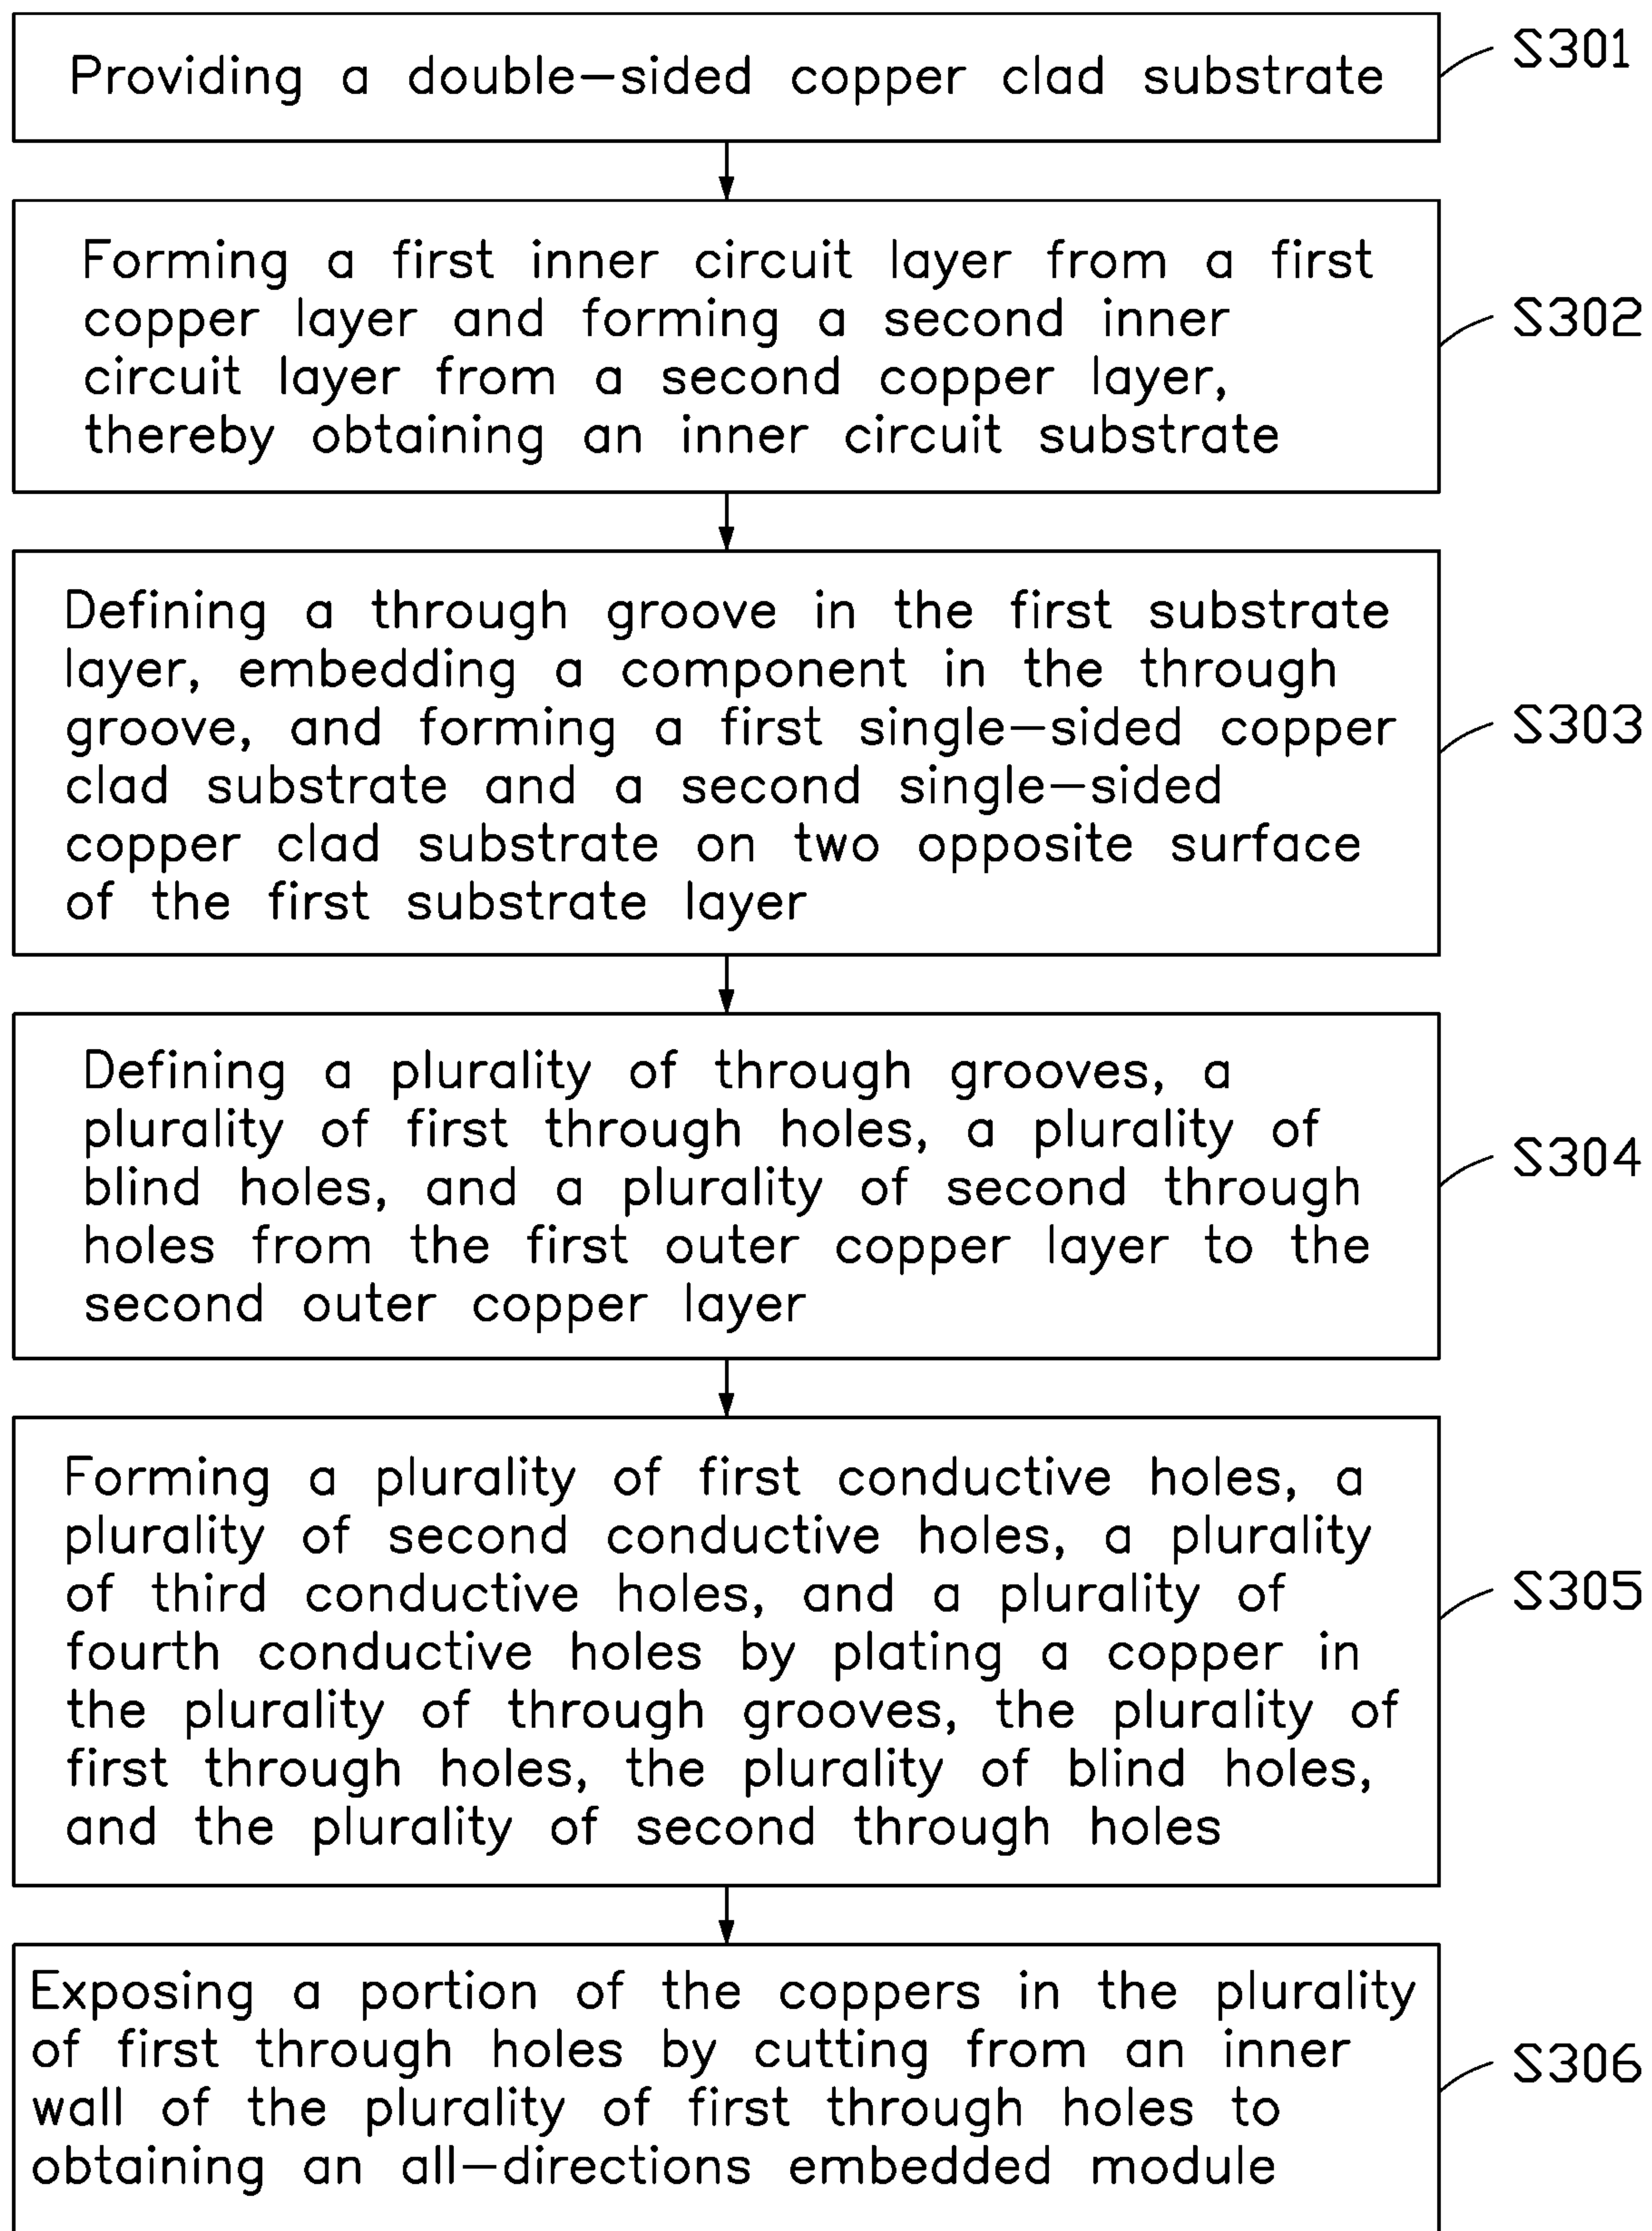 Providing a double-sided copper clad substrate
S301
Forming a first inner circuit layer from a first
copper layer and forming a second inner
circuit layer from a second copper layer,
thereby obtaining an inner circuit substrate
S302
Defining a through groove in the first substrate
layer, embedding a component in the through
groove, and forming a first single-sided copper
clad substrate and a second single-sided
copper clad substrate on two opposite surface
of the first substrate layer
S303
Defining a plurality of through grooves, a
plurality of first through holes, a plurality of
blind holes, and a plurality of second through
holes from the first outer copper layer to the
second outer copper layer
S304
Forming a plurality of first conductive holes, a
plurality of second conductive holes, a plurality
of third conductive holes, and a plurality of
fourth conductive holes by plating a copper in
the plurality of through grooves, the plurality of
first through holes, the plurality of blind holes,
and the plurality of second through holes
S305
Exposing a portion of the coppers in the plurality
of first through holes by cutting from an inner
wall of the plurality of first through holes to
obtaining an all-directions embedded module
S306